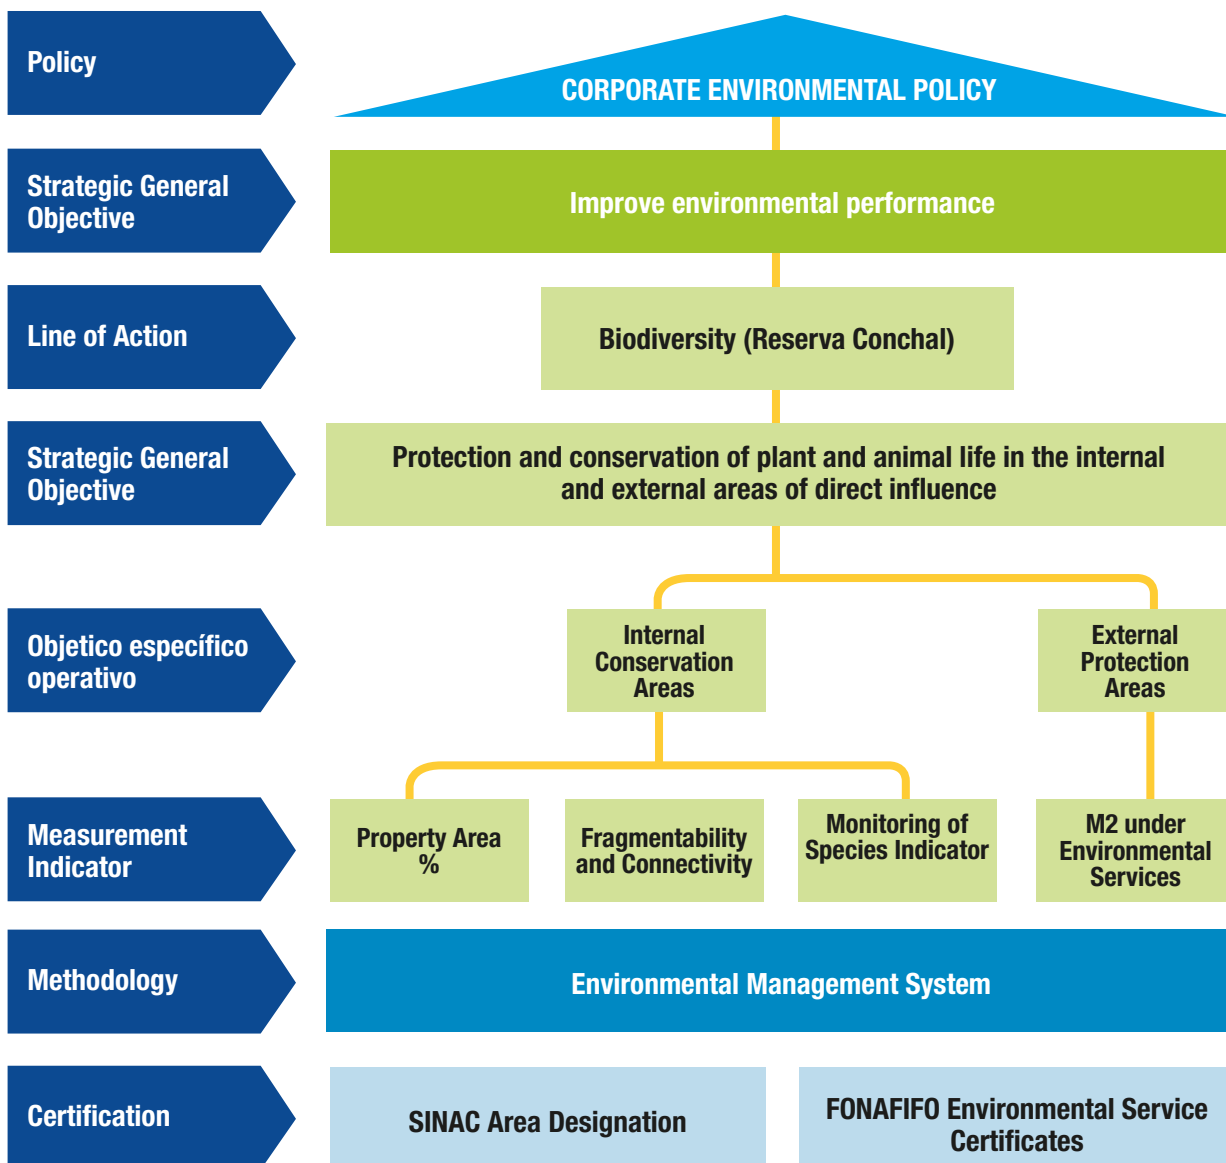 Policy
CORPORATE ENVIRONMENTAL POLICY
Strategic General
Objective
Improve environmental performance
Line of Action
Biodiversity (Reserva Conchal)
Strategic General
Objective
Protection and conservation of plant and animal life in the internal
and external areas of direct influence
Objetico específico
operativo
Internal
Conservation
Areas
External
Protection
Areas
Measurement
Indicator
Property Area
%
Fragmentability
and Connectivity
Monitoring of
Species Indicator
M2 under
Environmental
Services
Methodology
Environmental Management System
Certification
SINAC Area Designation
FONAFIFO Environmental Service
Certificates